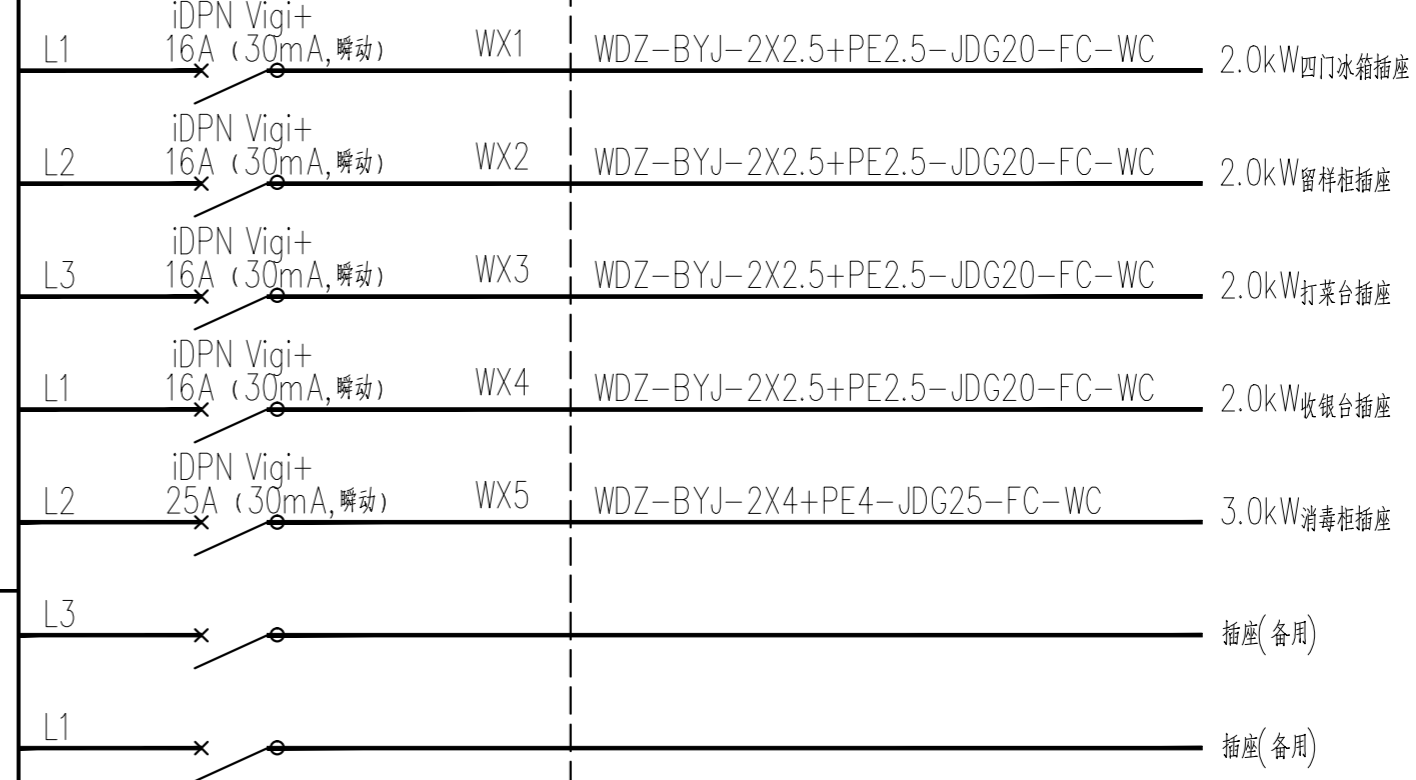 iDPN Vigi+
L1 16A (30mA,瞬动) WX1 WDZ-BYJ-2X2.5+PE2.5-JDG20-FC-WC 2.0kW四门冰箱插座
iDPN Vigi+
L2 16A (30mA,瞬动) WX2 WDZ-BYJ-2X2.5+PE2.5-JDG20-FC-WC 2.0kW留样柜插座
iDPN Vigi+
L3 16A (30mA,瞬动) WX3 WDZ-BYJ-2X2.5+PE2.5-JDG20-FC-WC 2.0kW打菜台插座
iDPN Vigi+
L1 16A (30mA,瞬动) WX4 WDZ-BYJ-2X2.5+PE2.5-JDG20-FC-WC 2.0kW收银台插座
iDPN Vigi+
L2 25A (30mA,瞬动) WX5 WDZ-BYJ-2X4+PE4-JDG25-FC-WC 3.0kW消毒柜插座
L3 插座(备用)
L1 插座(备用)